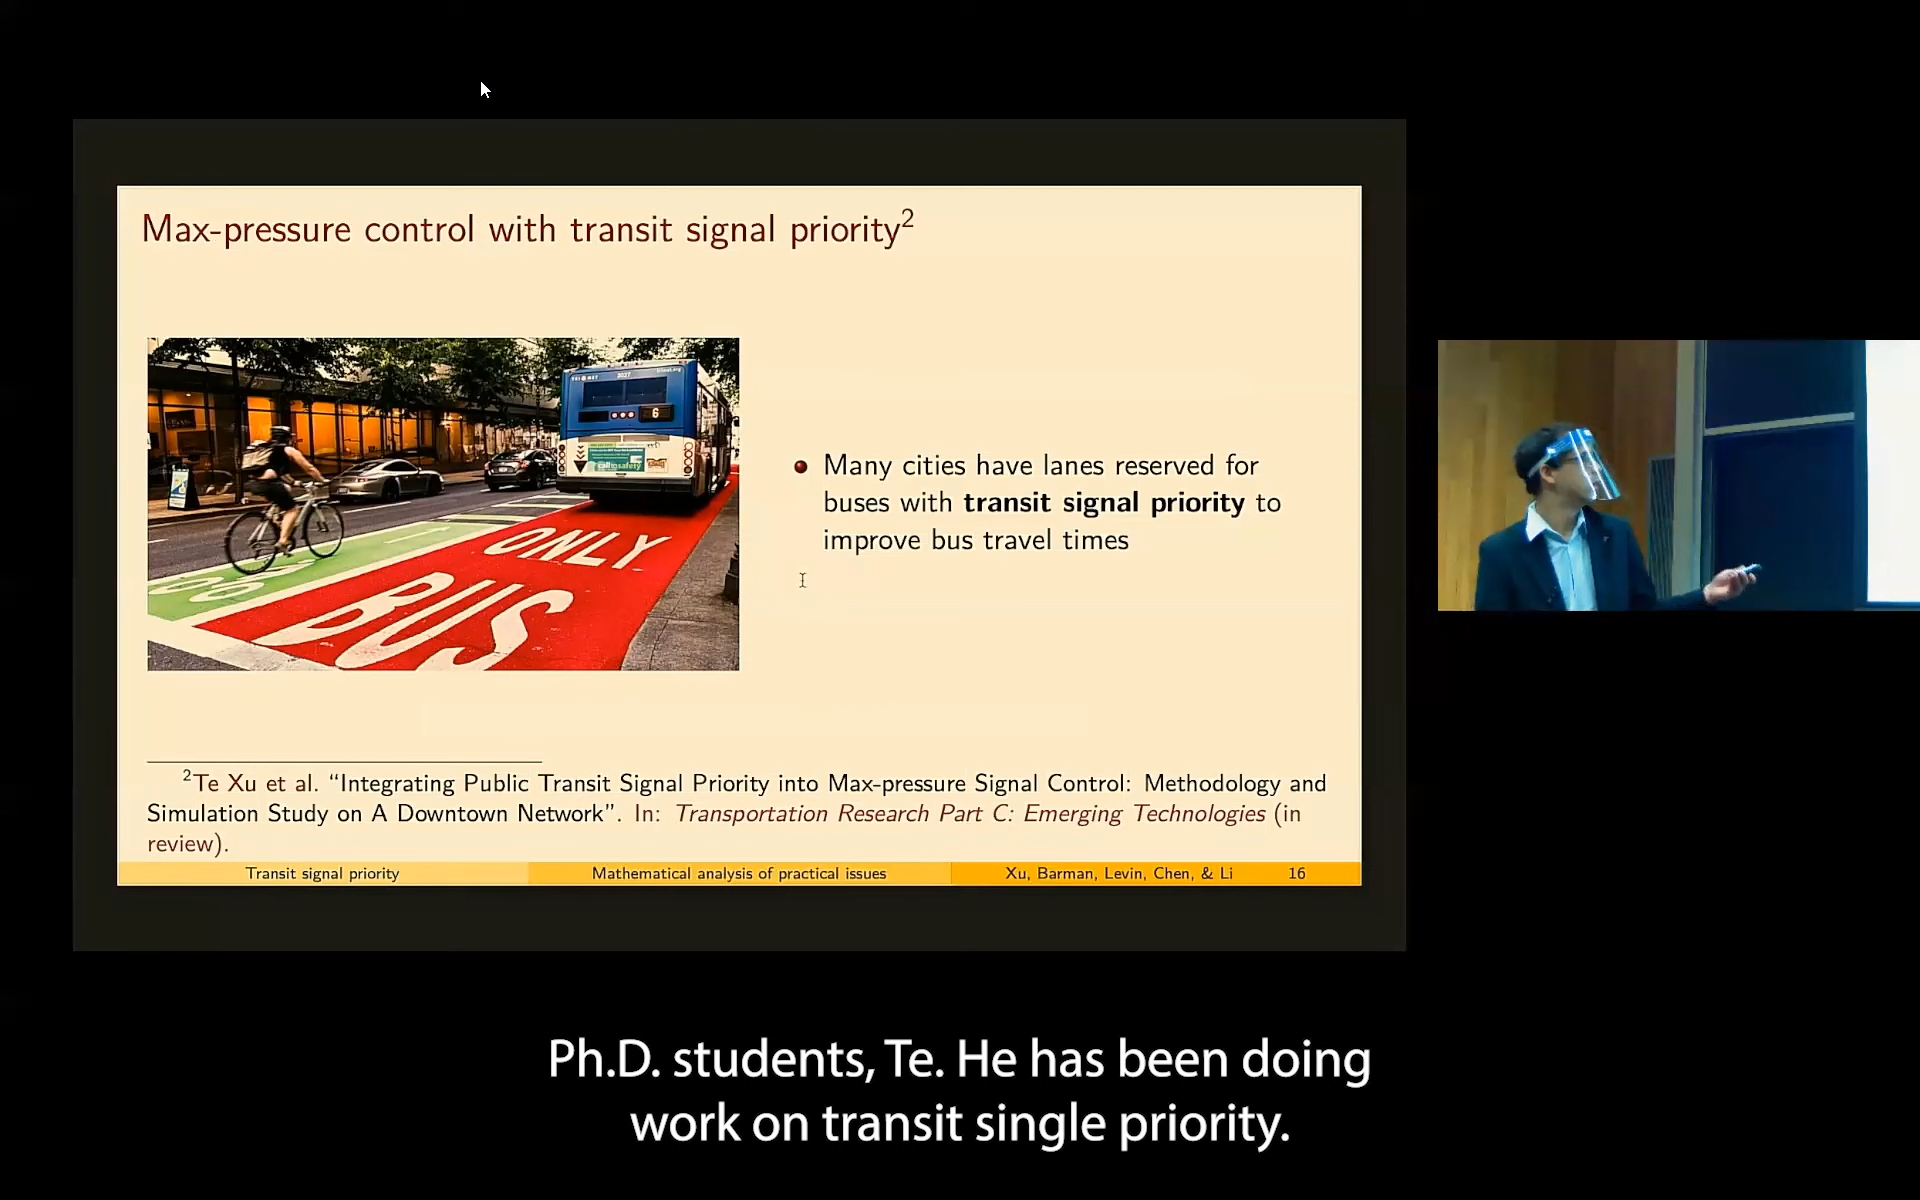 Max-pressure control with transit signal priority2
6
ONLY
BUS
Many cities have lanes reserved for
buses with transit signal priority to
improve bus travel times
2Te Xu et al. “Integrating Public Transit Signal Priority into Max-pressure Signal Control: Methodology and
Simulation Study on A Downtown Network”. In: Transportation Research Part C: Emerging Technologies (in
review).
Transit signal priority
Mathematical analysis of practical issues
Xu, Barman, Levin, Chen, & Li
16
Ph.D. students, Te. He has been doing
work on transit single priority.